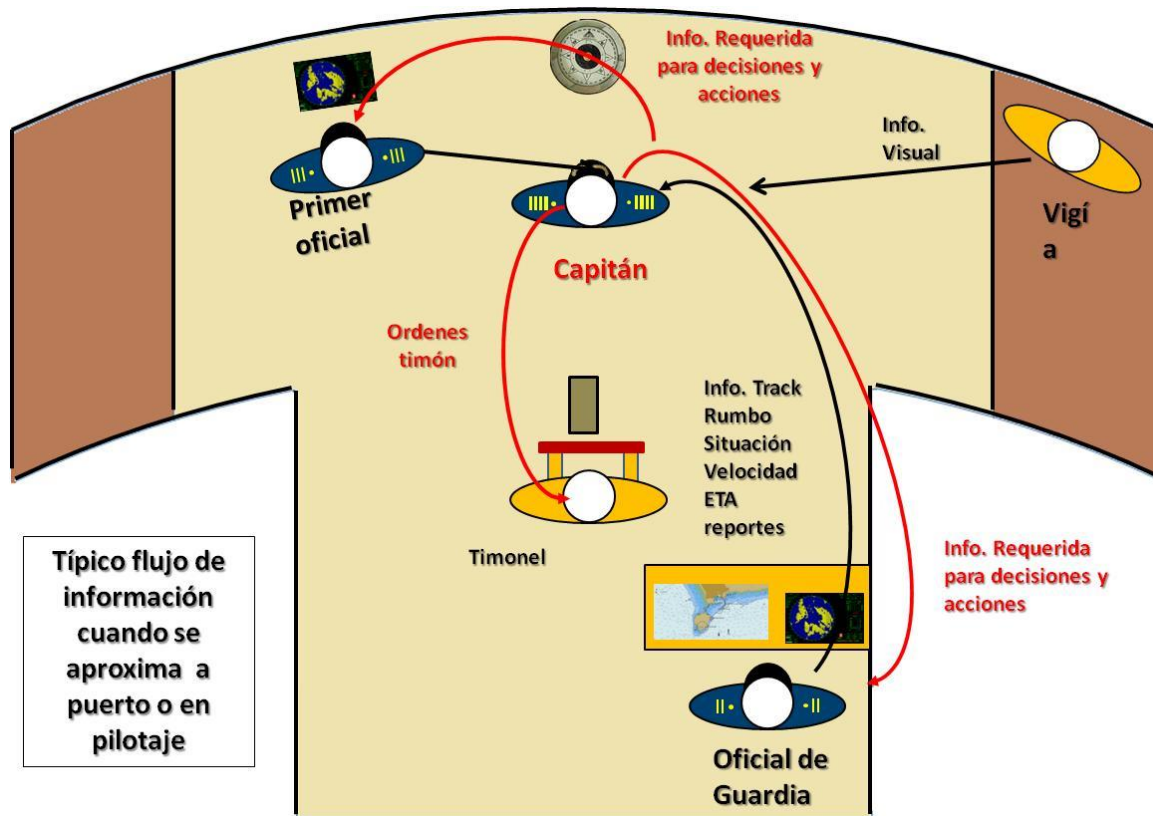 Info. Requerida
para decisiones y
acciones
Info.
Visual
Primer
oficial
Vigí
a
Capitán
Ordenes
timón
Info. Track
Rumbo
Situación
Velocidad
ETA
reportes
Timonel
Info. Requerida
para decisiones y
acciones
Típico flujo de
información
cuando se
aproxima a
puerto o en
pilotaje
Oficial de
Guardia